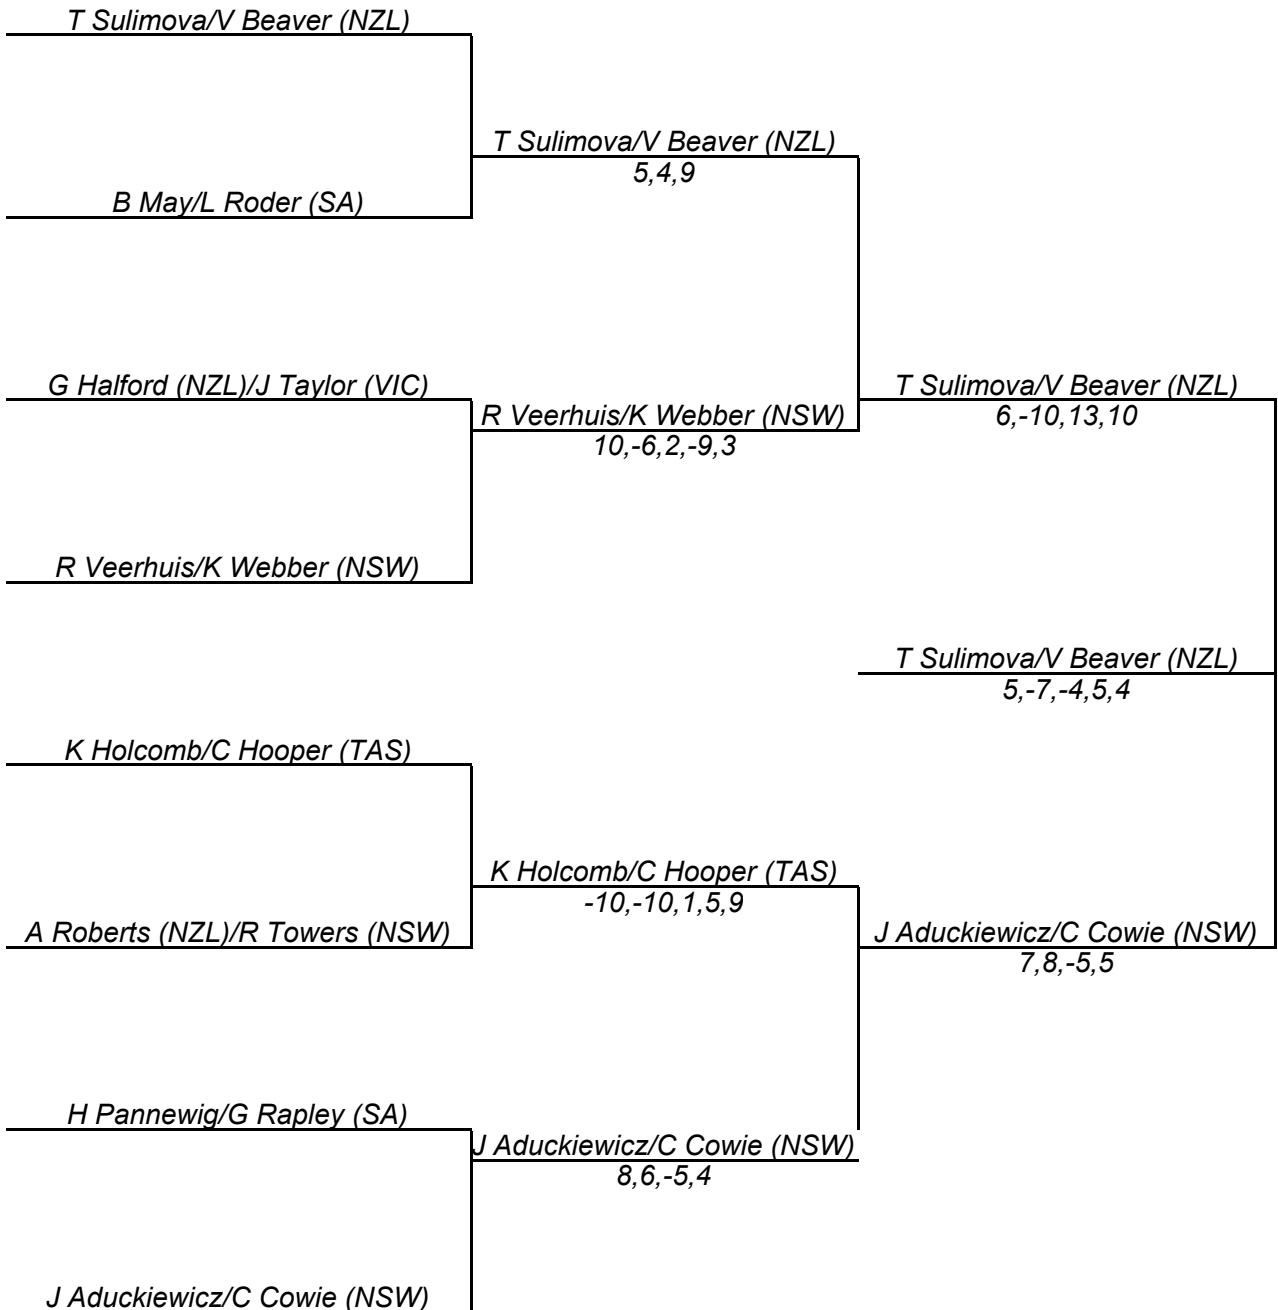 T Sulimova/V Beaver (NZL)
T Sulimova/V Beaver (NZL)
5,4,9
B May/L Roder (SA)
G Halford (NZL)/J Taylor (VIC)
T Sulimova/V Beaver (NZL)
R Veerhuis/K Webber (NSW)
6,-10,13,10
10,-6,2,-9,3
R Veerhuis/K Webber (NSW)
T Sulimova/V Beaver (NZL)
5,-7,-4,5,4
K Holcomb/C Hooper (TAS)
K Holcomb/C Hooper (TAS)
-10,-10,1,5,9
A Roberts (NZL)/R Towers (NSW)
J Aduckiewicz/C Cowie (NSW)
7,8,-5,5
H Pannewig/G Rapley (SA)
J Aduckiewicz/C Cowie (NSW)
8,6,-5,4
J Aduckiewicz/C Cowie (NSW)